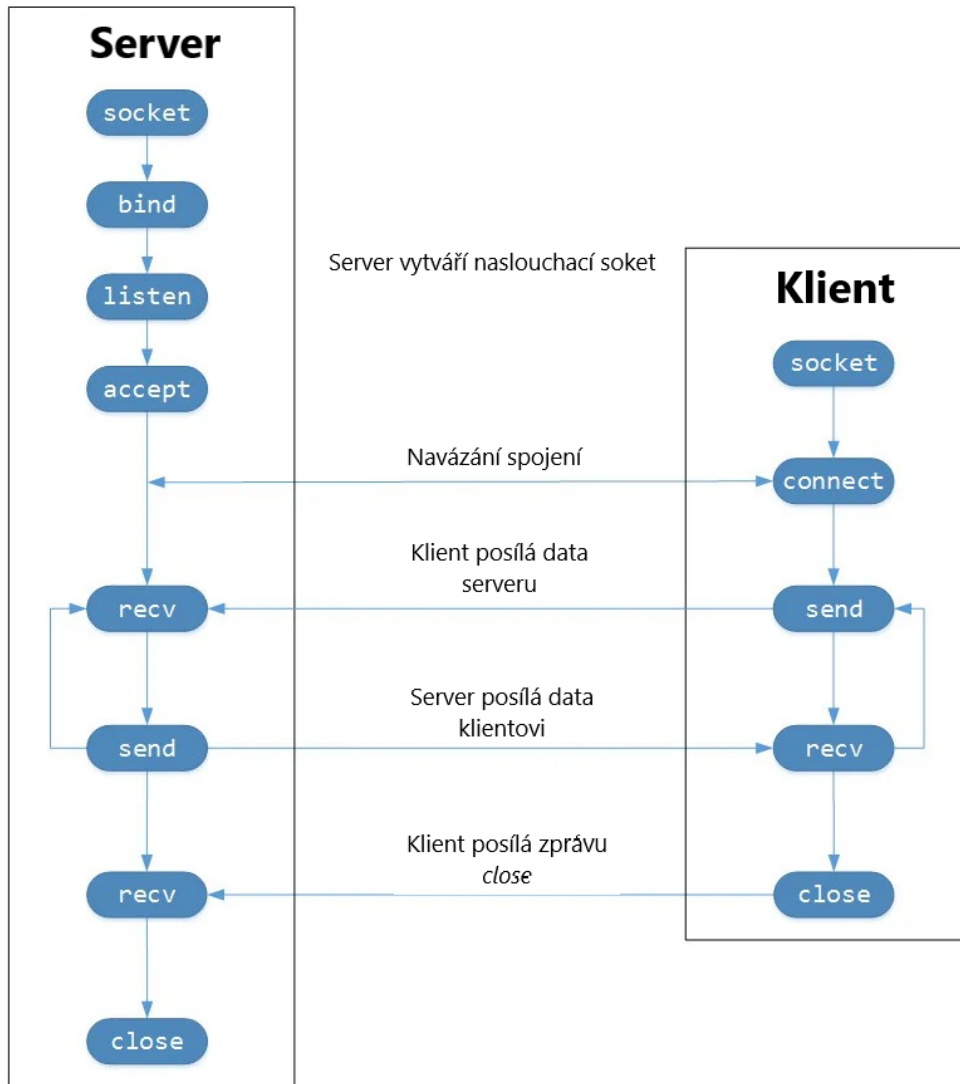 Server
socket
bind
listen
accept
recv
send
recv
close
Server vytváří naslouchací soket
Navázání spojení
Klient posílá data
serveru
Server posílá data
klientovi
Klient posílá zprávu
close
Klient
socket
connect
send
recv
close